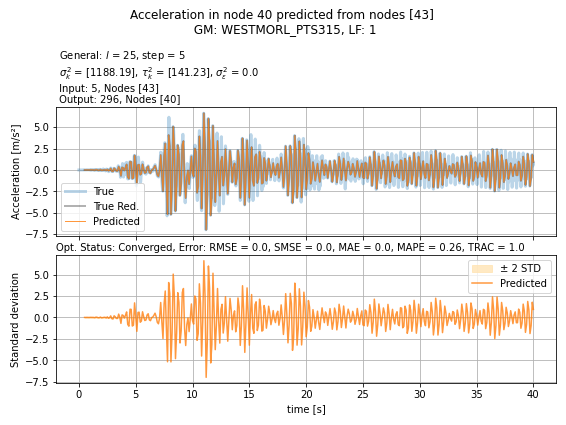 Acceleration in node 40 predicted from nodes [43]
GM: WESTMORL_PTS315, LF: 1
General: l = 25, step = 5
σ²ₖ = [1188.19], τ²ₖ = [141.23], σ²ε = 0.0
Input: 5, Nodes [43]
Output: 296, Nodes [40]
Acceleration [m/s²]
5.0
2.5
0.0
−2.5
−5.0
−7.5
True
True Red.
Predicted
Opt. Status: Converged, Error: RMSE = 0.0, SMSE = 0.0, MAE = 0.0, MAPE = 0.26, TRAC = 1.0
Standard deviation
5.0
2.5
0.0
−2.5
−5.0
−7.5
± 2 STD
Predicted
0 5 10 15 20 25 30 35 40
time [s]